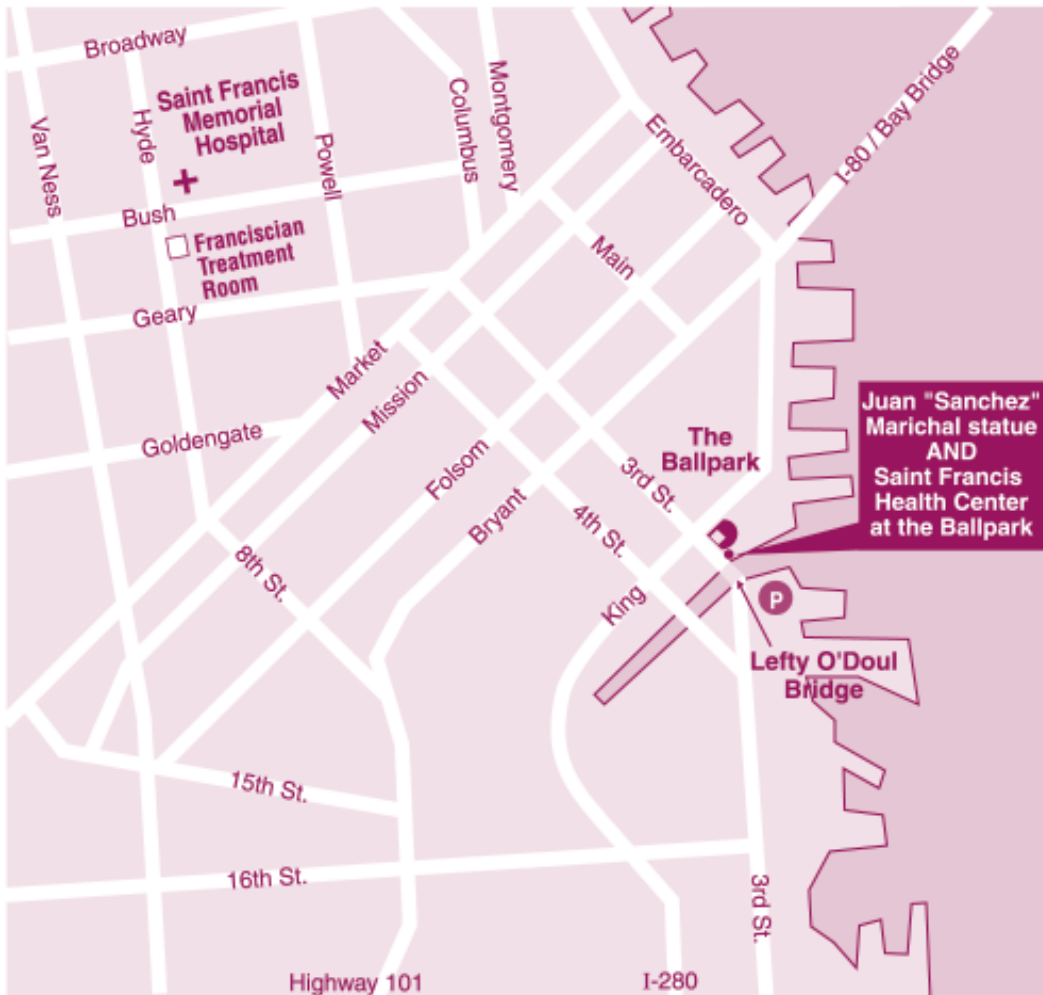 Broadway
Saint Francis
Memorial
Hospital
Van Ness
Hyde
Powell
Columbus
Montgomery
Embarcadero
I-80 / Bay Bridge
Bush
Franciscian
Treatment
Room
Main
Geary
Market
Mission
Goldengate
Folsom
Bryant
The
Ballpark
3rd St.
4th St.
Juan "Sanchez"
Marichal statue
AND
Saint Francis
Health Center
at the Ballpark
8th St.
King
P
Lefty O'Doul
Bridge
15th St.
16th St.
3rd St.
Highway 101
I-280